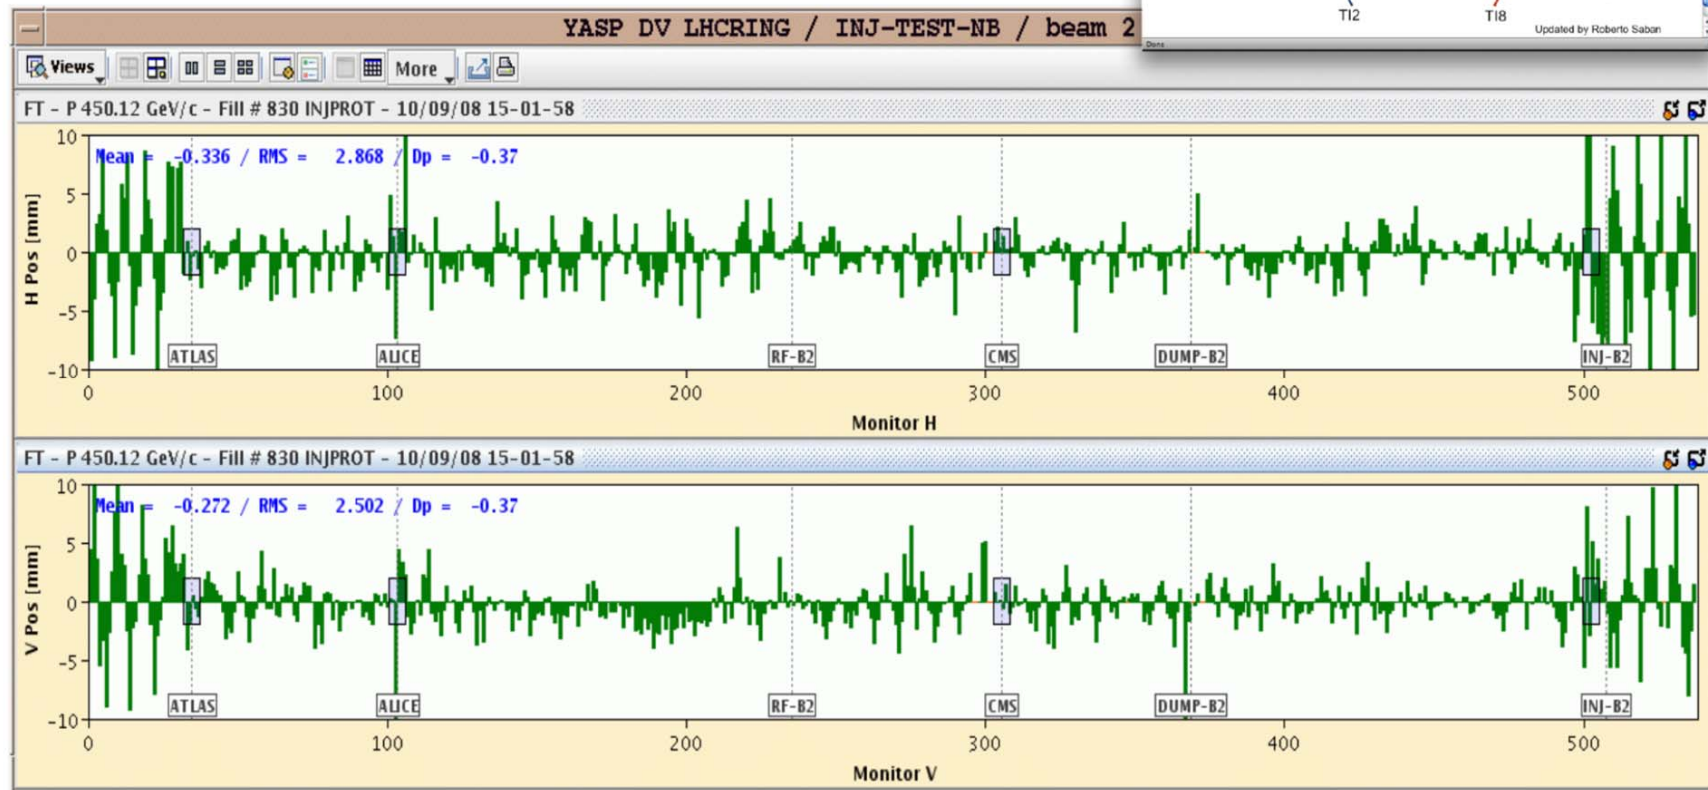 TI2 TI8
Updated by Roberto Saban
Done
YASP DV LHCRING / INJ-TEST-NB / beam 2
Views More
FT - P 450.12 GeV/c - Fill # 830 INJPROT - 10/09/08 15-01-58
Mean = -0.336 / RMS = 2.868 / Dp = -0.37
H Pos [mm]
10
5
0
-5
-10
ATLAS ALICE RF-B2 CMS DUMP-B2 INJ-B2
0 100 200 300 400 500
Monitor H
FT - P 450.12 GeV/c - Fill # 830 INJPROT - 10/09/08 15-01-58
Mean = -0.272 / RMS = 2.502 / Dp = -0.37
V Pos [mm]
10
5
0
-5
-10
ATLAS ALICE RF-B2 CMS DUMP-B2 INJ-B2
0 100 200 300 400 500
Monitor V